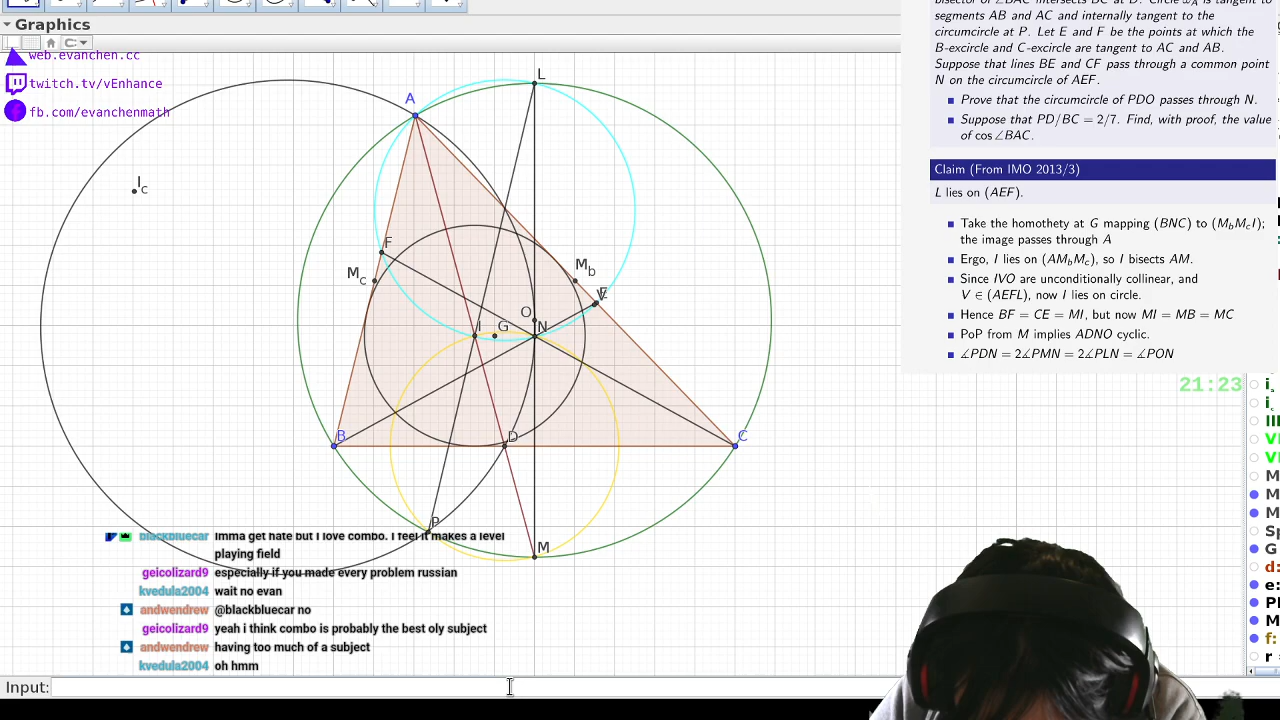 Graphics
web.evanchen.cc
twitch.tv/vEnhance
fb.com/evanchenmath
bisector of ∠BAC intersects BC at D. Circle ω_A is tangent to
segments AB and AC and internally tangent to the
circumcircle at P. Let E and F be the points at which the
B-excircle and C-excircle are tangent to AC and AB.
Suppose that lines BE and CF pass through a common point
N on the circumcircle of AEF.
Prove that the circumcircle of PDO passes through N.
Suppose that PD/BC = 2/7. Find, with proof, the value
of cos ∠BAC.
Claim (From IMO 2013/3)
L lies on (AEF).
Take the homothety at G mapping (BNC) to (M_bM_cI);
the image passes through A
Ergo, I lies on (AM_bM_c), so I bisects AM.
Since IVO are unconditionally collinear, and
V ∈ (AEFL), now I lies on circle.
Hence BF = CE = MI, but now MI = MB = MC
PoP from M implies ADNO cyclic.
∠PDN = 2∠PMN = 2∠PLN = ∠PON
L
A
I_c
F
M_c
M_b
V
E
O
I
G
N
B
D
C
P
M
21:23
blackbluecar Imma get hate but I love combo. I feel it makes a level
playing field
geicolizard9 especially if you made every problem russian
kvedula2004 wait no evan
andwendrew @blackbluecar no
geicolizard9 yeah i think combo is probably the best oly subject
andwendrew having too much of a subject
kvedula2004 oh hmm
Input: